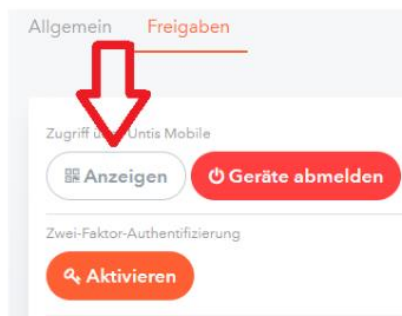 Allgemein Freigaben
Zugriff Untis Mobile
Anzeigen Geräte abmelden
Zwei-Faktor-Authentifizierung
Aktivieren